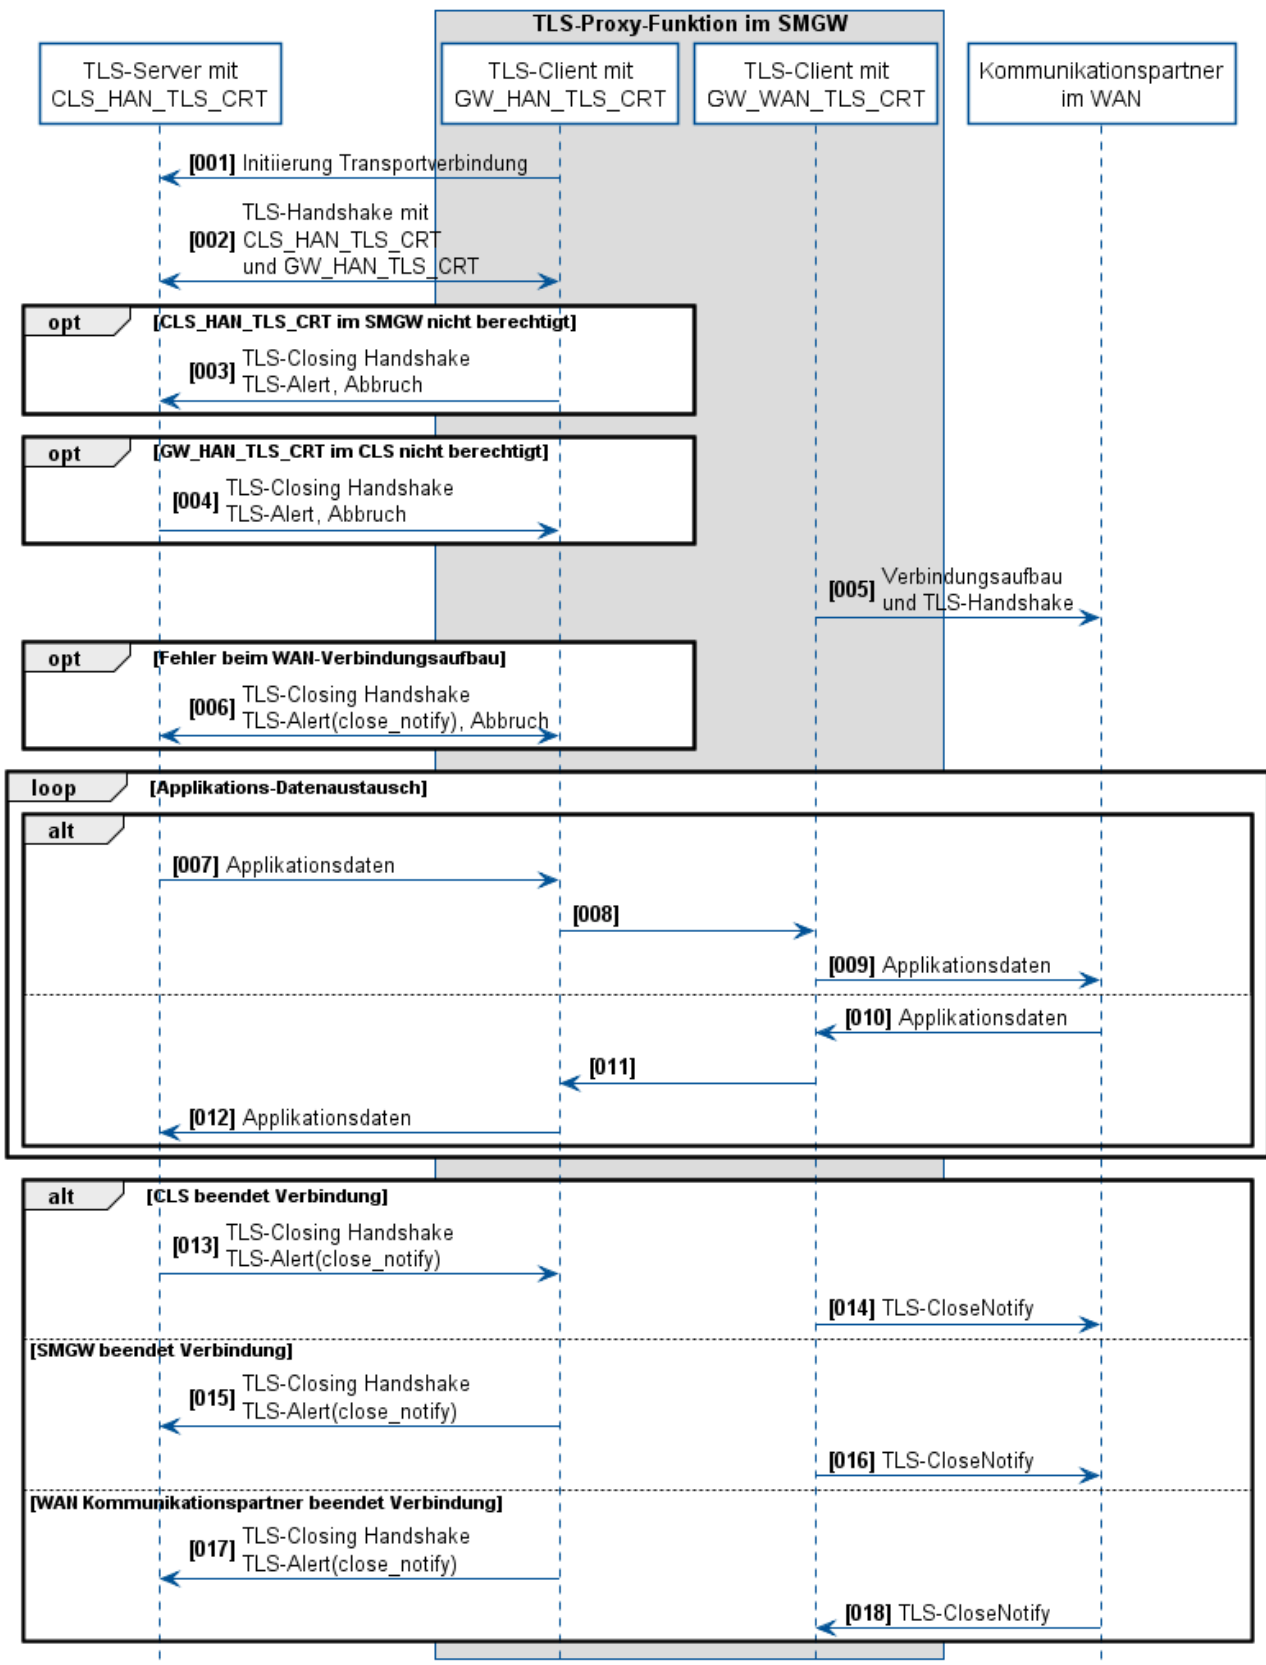 TLS-Proxy-Funktion im SMGW
TLS-Server mit
CLS_HAN_TLS_CRT
TLS-Client mit
GW_HAN_TLS_CRT
TLS-Client mit
GW_WAN_TLS_CRT
Kommunikationspartner
im WAN
[001] Initiierung Transportverbindung
TLS-Handshake mit
[002] CLS_HAN_TLS_CRT
und GW_HAN_TLS_CRT
opt [CLS_HAN_TLS_CRT im SMGW nicht berechtigt]
TLS-Closing Handshake
[003]
TLS-Alert, Abbruch
opt [GW_HAN_TLS_CRT im CLS nicht berechtigt]
TLS-Closing Handshake
[004]
TLS-Alert, Abbruch
Verbindungsaufbau
[005]
und TLS-Handshake
opt [Fehler beim WAN-Verbindungsaufbau]
TLS-Closing Handshake
[006]
TLS-Alert(close_notify), Abbruch
loop [Applikations-Datenaustausch]
alt
[007] Applikationsdaten
[008]
[009] Applikationsdaten
[010] Applikationsdaten
[011]
[012] Applikationsdaten
alt [CLS beendet Verbindung]
TLS-Closing Handshake
[013]
TLS-Alert(close_notify)
[014] TLS-CloseNotify
[SMGW beendet Verbindung]
TLS-Closing Handshake
[015]
TLS-Alert(close_notify)
[016] TLS-CloseNotify
[WAN Kommunikationspartner beendet Verbindung]
TLS-Closing Handshake
[017]
TLS-Alert(close_notify)
[018] TLS-CloseNotify